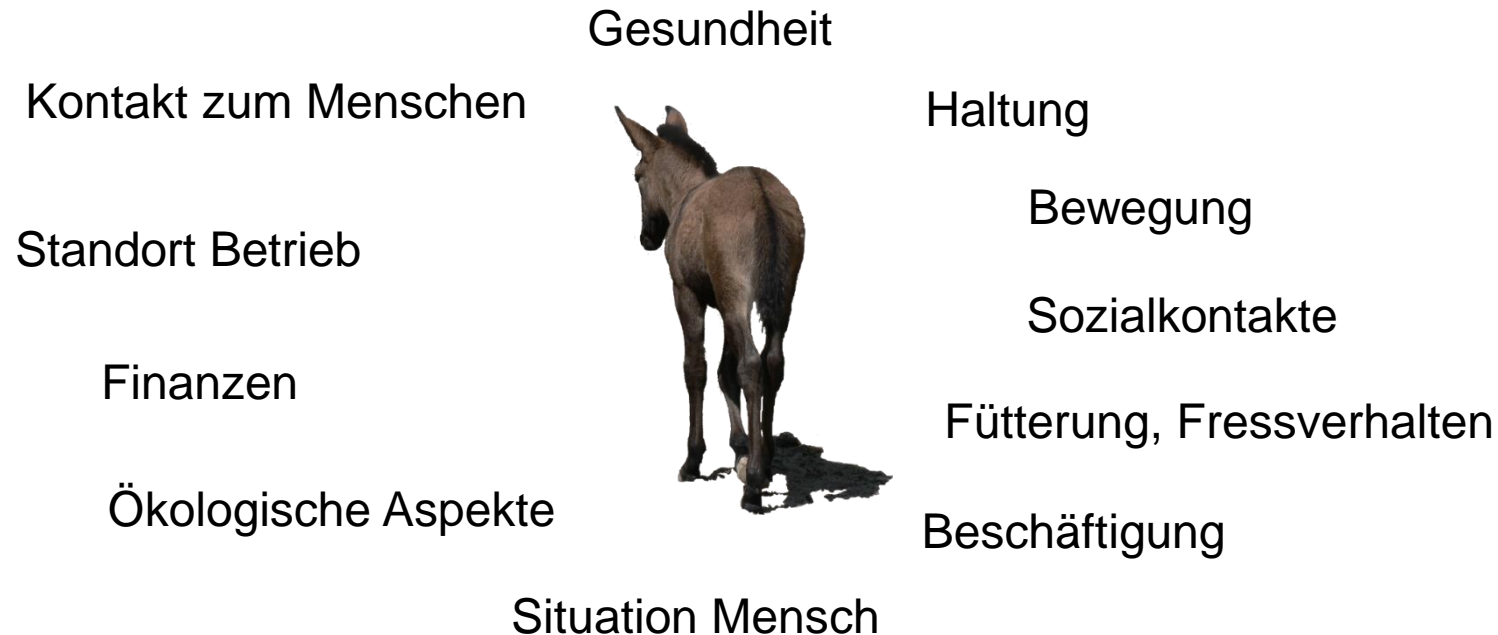 Gesundheit
Kontakt zum Menschen
Haltung
Bewegung
Standort Betrieb
Sozialkontakte
Finanzen
Fütterung, Fressverhalten
Ökologische Aspekte
Beschäftigung
Situation Mensch